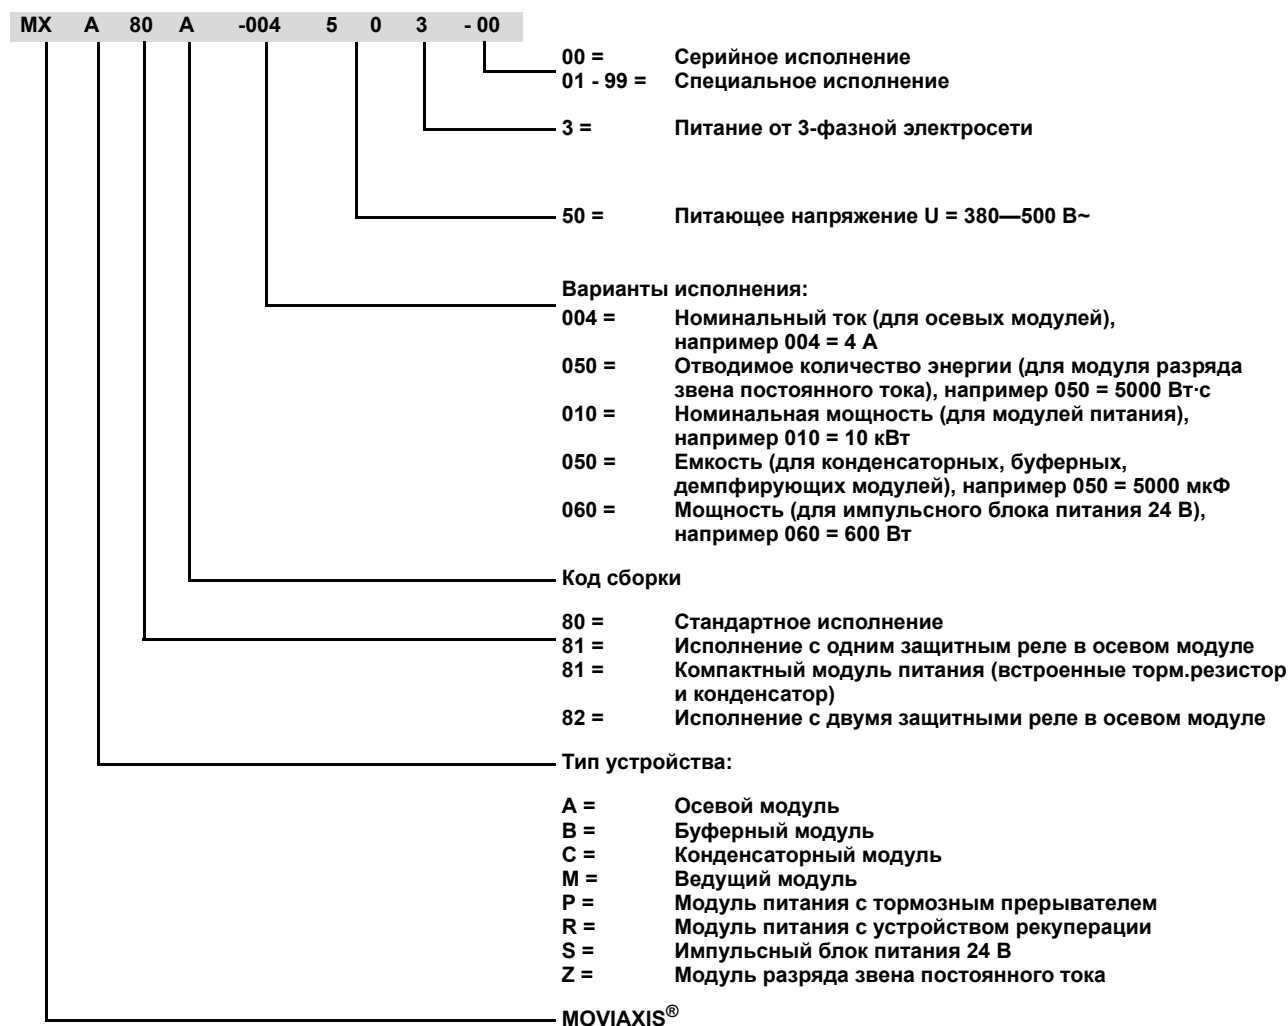 MX A 80 A -004 5 0 3 - 00
00 = Серийное исполнение
01 - 99 = Специальное исполнение
3 = Питание от 3-фазной электросети
50 = Питающее напряжение U = 380—500 В~
Варианты исполнения:
004 = Номинальный ток (для осевых модулей),
например 004 = 4 А
050 = Отводимое количество энергии (для модуля разряда
звена постоянного тока), например 050 = 5000 Вт·с
010 = Номинальная мощность (для модулей питания),
например 010 = 10 кВт
050 = Емкость (для конденсаторных, буферных,
демпфирующих модулей), например 050 = 5000 мкФ
060 = Мощность (для импульсного блока питания 24 В),
например 060 = 600 Вт
Код сборки
80 = Стандартное исполнение
81 = Исполнение с одним защитным реле в осевом модуле
81 = Компактный модуль питания (встроенные торм.резистор
и конденсатор)
82 = Исполнение с двумя защитными реле в осевом модуле
Тип устройства:
A = Осевой модуль
B = Буферный модуль
C = Конденсаторный модуль
M = Ведущий модуль
P = Модуль питания с тормозным прерывателем
R = Модуль питания с устройством рекуперации
S = Импульсный блок питания 24 В
Z = Модуль разряда звена постоянного тока
MOVIAXIS®